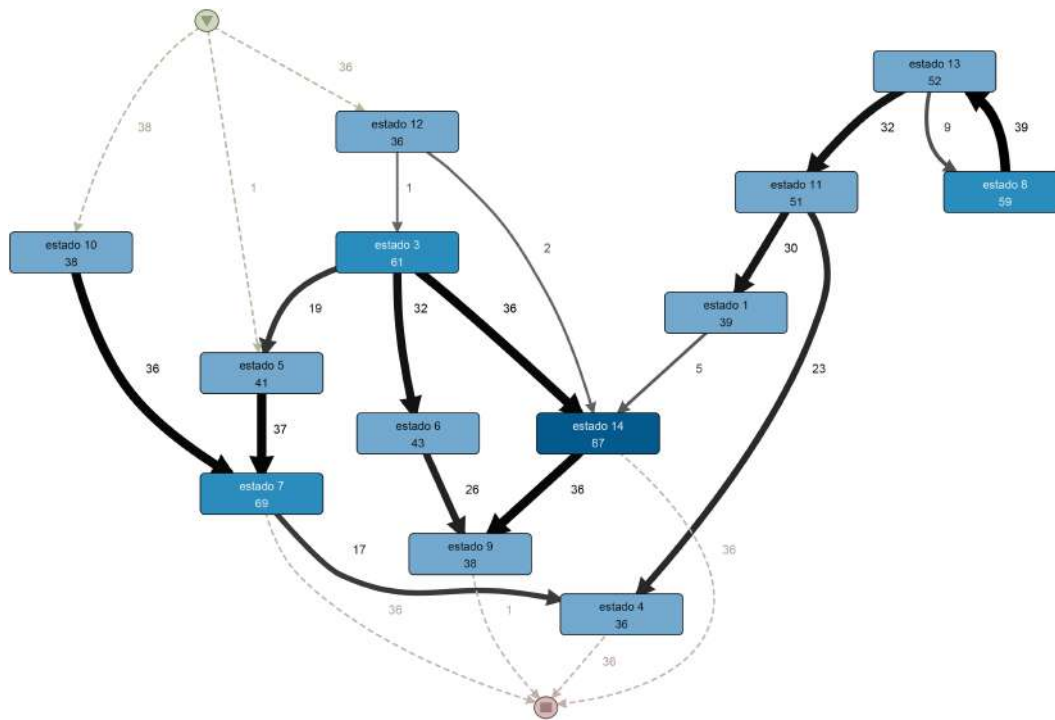 36
estado 13
52
38
estado 12
36
32
9
39
1
1
estado 11
51
estado 8
59
estado 10
38
estado 3
61
2
30
19
32
36
estado 1
39
36
estado 5
41
5
23
37
estado 6
43
estado 14
87
estado 7
69
26
36
17
estado 9
38
36
36
1
estado 4
36
36